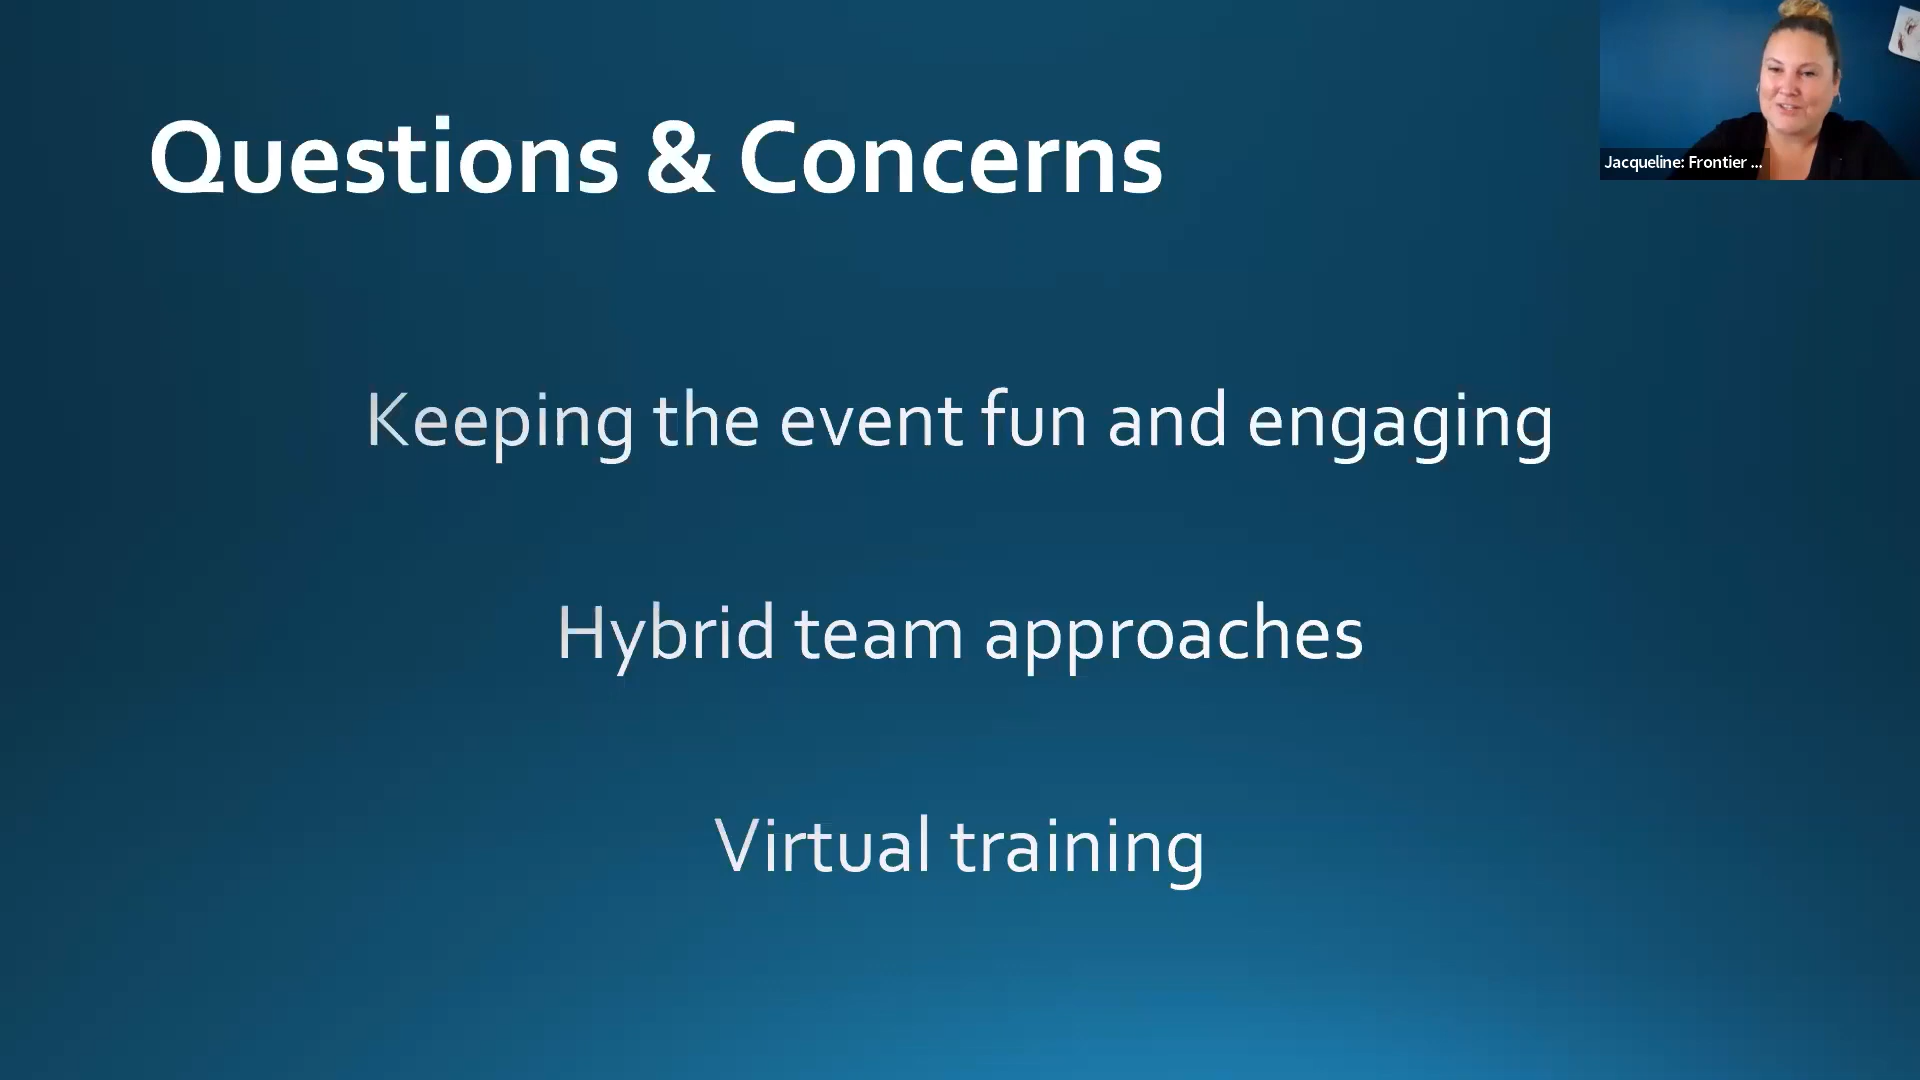 Questions & Concerns
Jacqueline: Frontier ...
Keeping the event fun and engaging
Hybrid team approaches
Virtual training